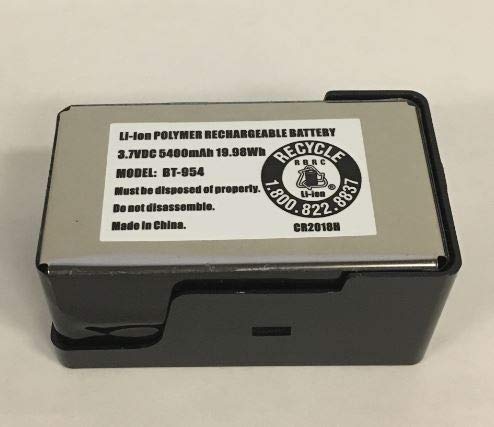 Li-ion POLYMER RECHARGEABLE BATTERY
3.7VDC 5400mAh 19.98Wh
MODEL: BT-954
Must be disposed of properly.
Do not disassemble.
Made in China.
RECYCLE
RBRC
Li-ion
®
1.800.822.8837
CR2018H